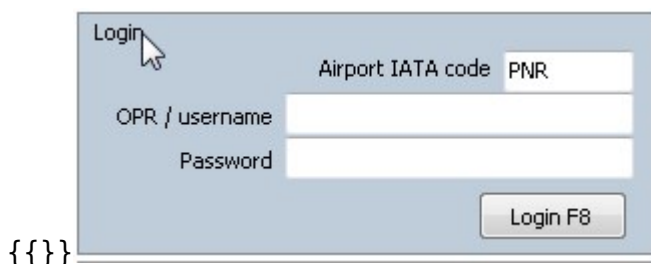 Login
Airport IATA code PNR
OPR / username
Password
Login F8
{{}}